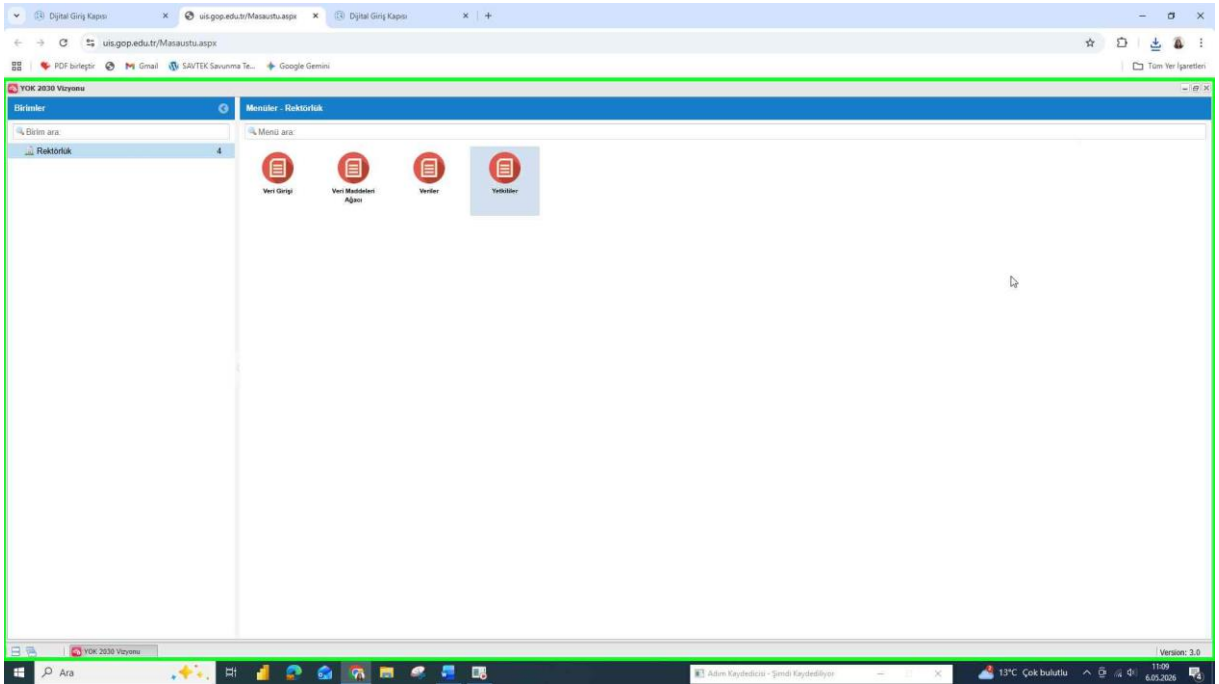 Dijital Giriş Kapısı
uis.gop.edu.tr/Masaustu.aspx
Dijital Giriş Kapısı
uis.gop.edu.tr/Masaustu.aspx
PDF birleştir
Gmail
SAVTEK Savunma Te...
Google Gemini
Tüm Yer İşaretleri
YÖK 2030 Vizyonu
Birimler
Menüler - Rektörlük
Birim ara:
Menü ara:
Rektörlük 4
Veri Girişi
Veri Maddeleri
Ağacı
Veriler
Yetkililer
YÖK 2030 Vizyonu
Version: 3.0
Ara
Adım Kaydedicisi - Şimdi Kaydediliyor
13°C Çok bulutlu
11:09
6.05.2026